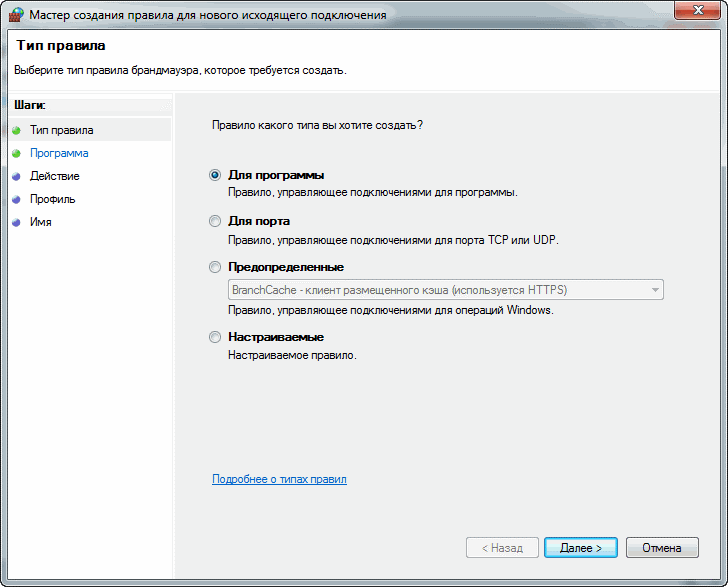 Мастер создания правила для нового исходящего подключения
Тип правила
Выберите тип правила брандмауэра, которое требуется создать.
Шаги:
Тип правила
Программа
Действие
Профиль
Имя
Правило какого типа вы хотите создать?
Для программы
Правило, управляющее подключениями для программы.
Для порта
Правило, управляющее подключениями для порта TCP или UDP.
Предопределенные
BranchCache - клиент размещенного кэша (используется HTTPS)
Правило, управляющее подключениями для операций Windows.
Настраиваемые
Настраиваемое правило.
Подробнее о типах правил
< Назад
Далее >
Отмена